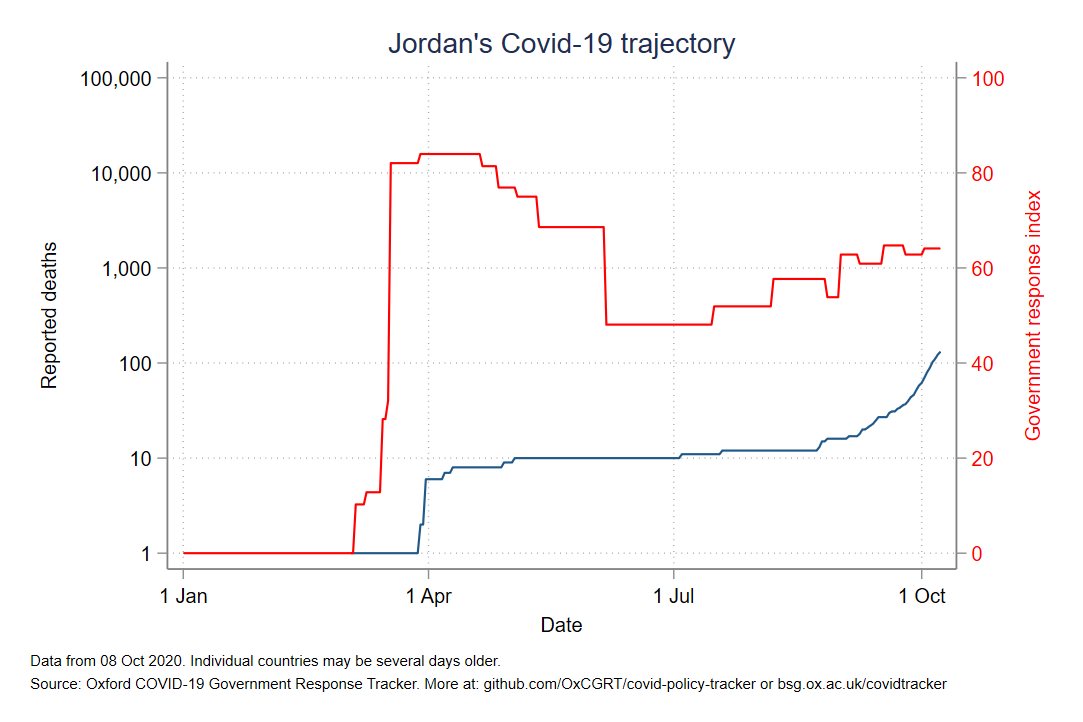 Jordan's Covid-19 trajectory
100,000
10,000
1,000
100
10
1
Reported deaths
100
80
60
40
20
0
Government response index
1 Jan
1 Apr
1 Jul
1 Oct
Date
Data from 08 Oct 2020. Individual countries may be several days older.
Source: Oxford COVID-19 Government Response Tracker. More at: github.com/OxCGRT/covid-policy-tracker or bsg.ox.ac.uk/covidtracker